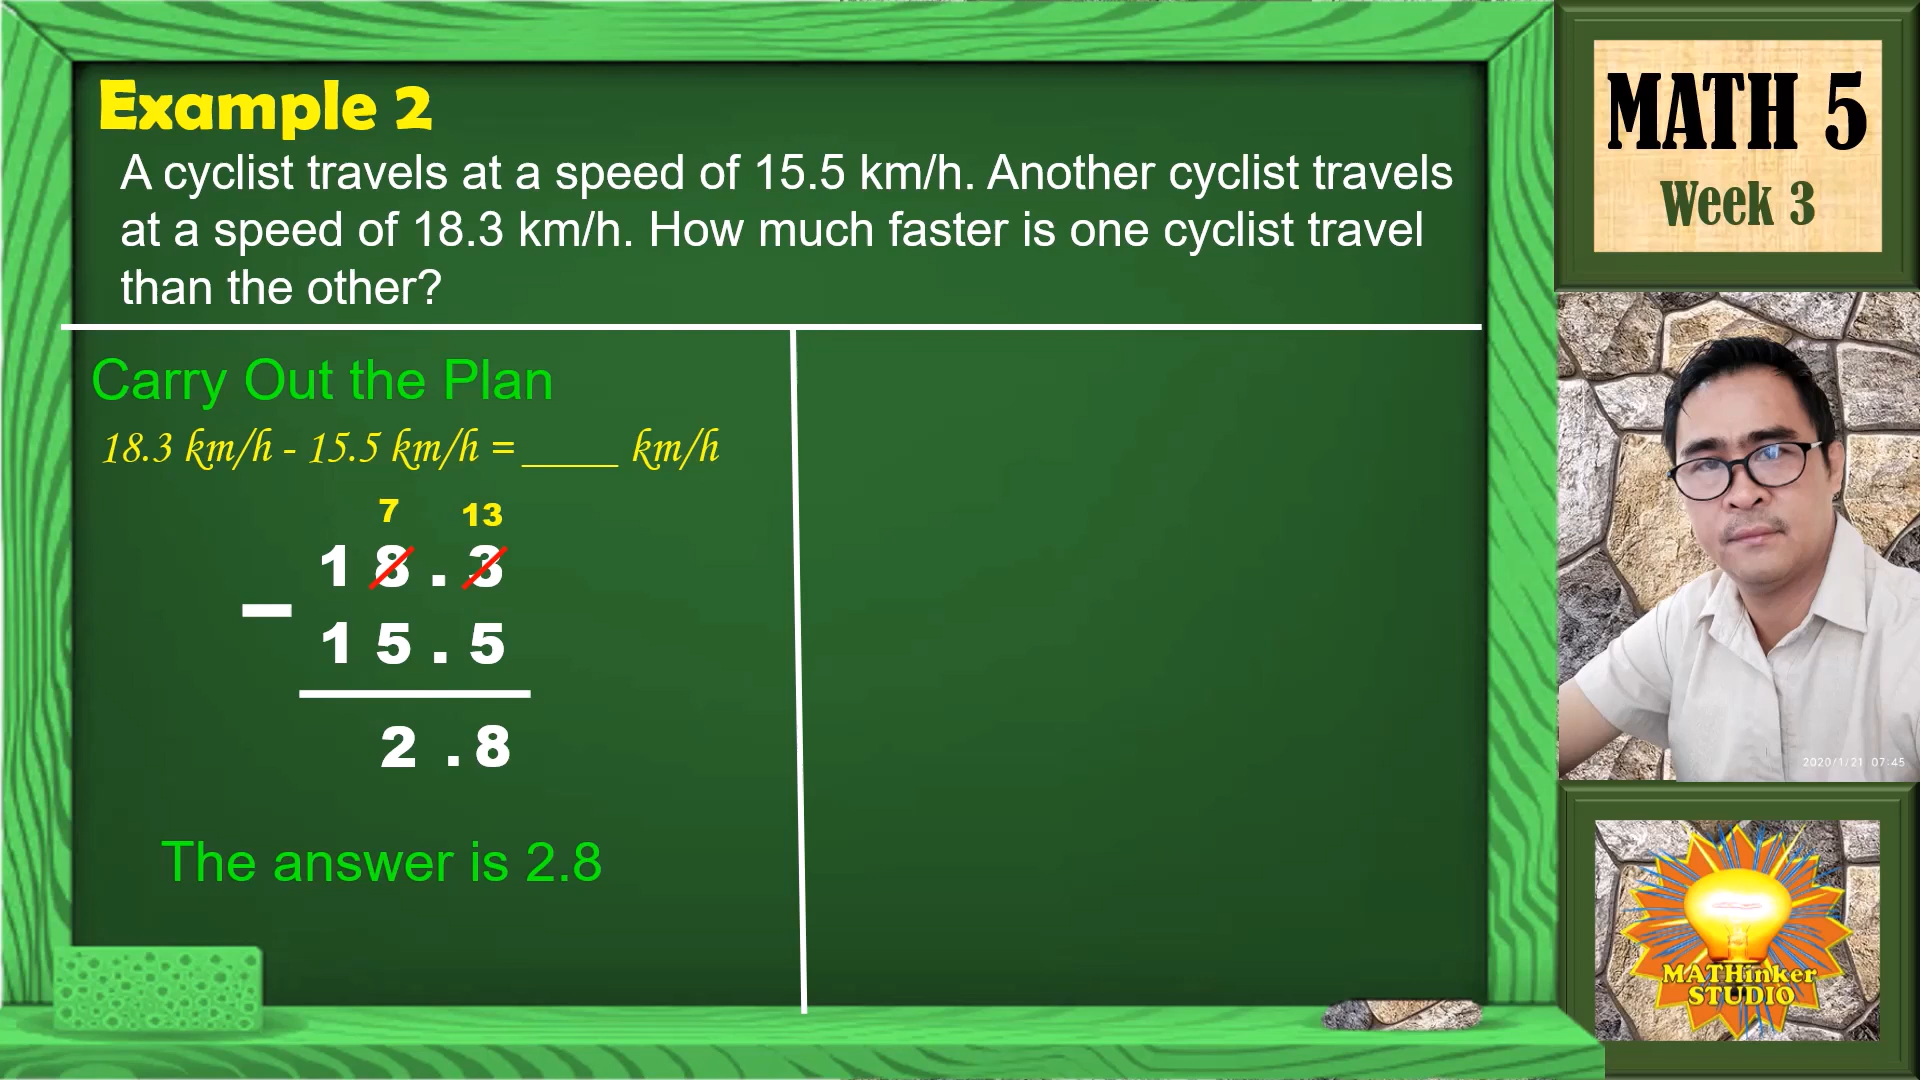 Example 2
A cyclist travels at a speed of 15.5 km/h. Another cyclist travels
at a speed of 18.3 km/h. How much faster is one cyclist travel
than the other?
Carry Out the Plan
18.3 km/h - 15.5 km/h = ____ km/h
7 13
1 8 . 3
-
1 5 . 5
2 . 8
The answer is 2.8
MATH 5
Week 3
2020/1/21 07:45
MATHinker
STUDIO